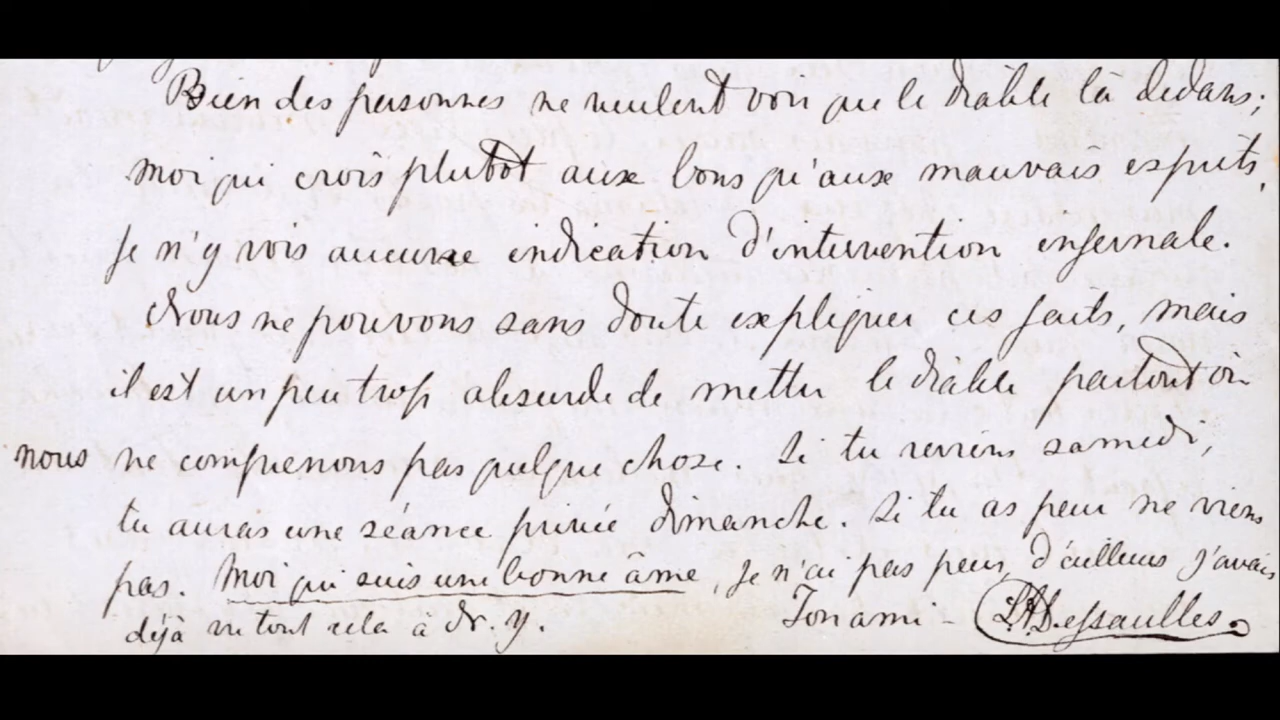 Bien des personnes ne veulent voir que le diable là dedans;
moi qui crois plutôt aux bons qu'aux mauvais esprits,
je n'y vois aucune indication d'intervention infernale.
Nous ne pouvons sans doute expliquer ces faits, mais
il est un peu trop absurde de mettre le diable partout où
nous ne comprenons pas quelque chose. Si tu reviens samedi,
tu auras une séance privée dimanche. Si tu as peur ne viens
pas. Moi qui suis une bonne âme, je n'ai pas peur, d'ailleurs j'avais
déjà vu tout cela à N. Y.
Ton ami - LADessaulles.